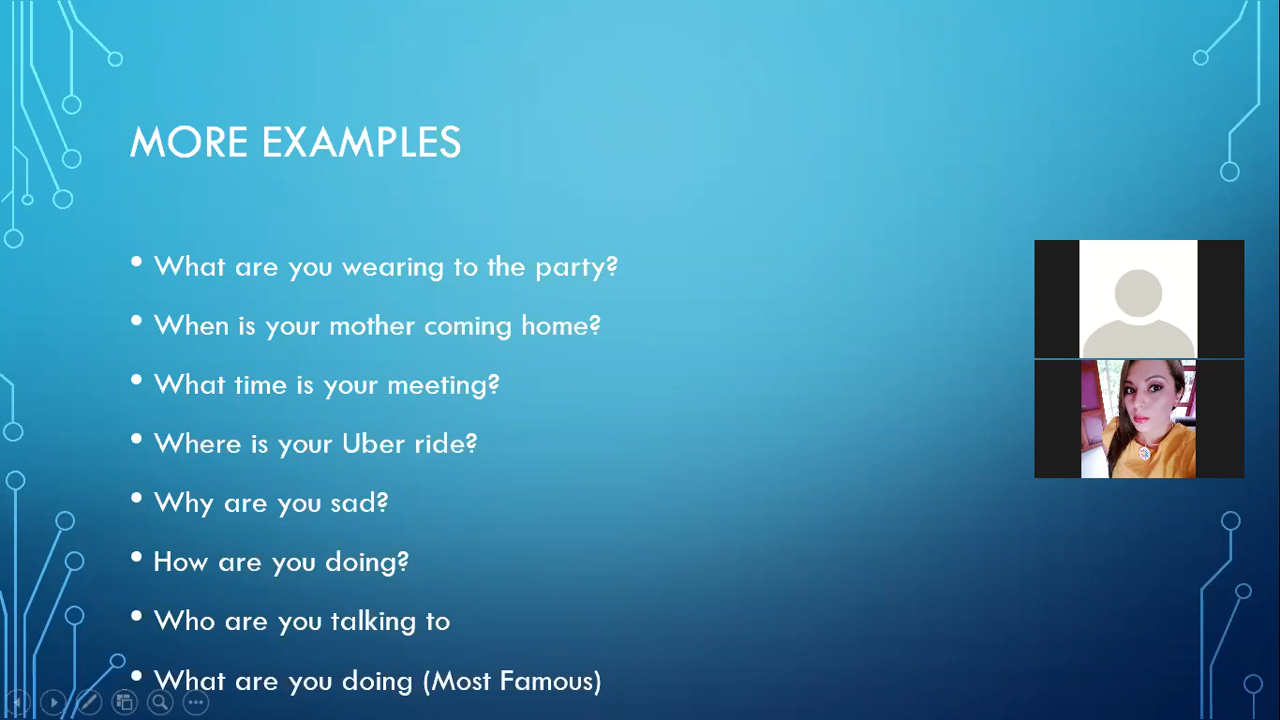 MORE EXAMPLES
• What are you wearing to the party?
• When is your mother coming home?
• What time is your meeting?
• Where is your Uber ride?
• Why are you sad?
• How are you doing?
• Who are you talking to
• What are you doing (Most Famous)